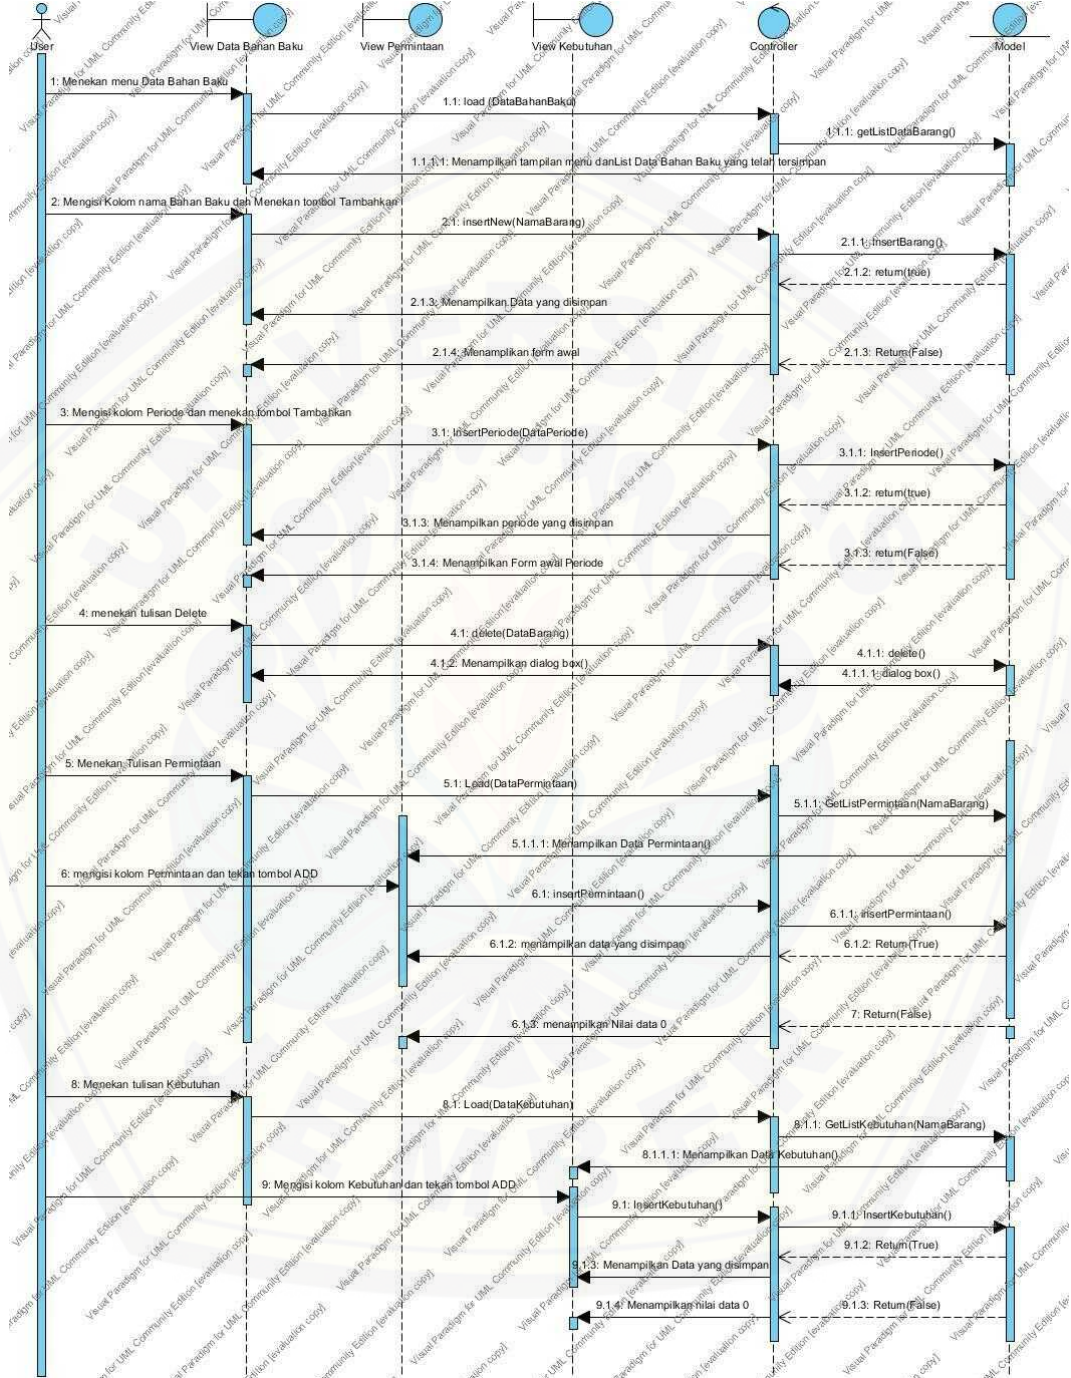 User
View Data Bahan Baku
View Permintaan
View Kebutuhan
Controller
Model
1: Menekan menu Data Bahan Baku
1.1: load (DataBahanBaku)
1.1.1: getListDataBarang()
1.1.1.1: Menampilkan tampilan menu danList Data Bahan Baku yang telah tersimpan
2: Mengisi Kolom nama Bahan Baku dan Menekan tombol Tambahkan
2.1: insertNew(NamaBarang)
2.1.1: InsertBarang()
2.1.2: return(true)
2.1.3: Menampilkan Data yang disimpan
2.1.4: Menamplikan form awal
2.1.3: Return(False)
3: Mengisi kolom Periode dan menekan tombol Tambahkan
3.1: InsertPeriode(DataPeriode)
3.1.1: InsertPeriode()
3.1.2: return(true)
3.1.3: Menampilkan periode yang disimpan
3.1.3: return(False)
3.1.4: Menampilkan Form awal Periode
4: menekan tulisan Delete
4.1: delete(DataBarang)
4.1.1: delete()
4.1.2: Menampilkan dialog box()
4.1.1.1: dialog box()
5: Menekan Tulisan Permintaan
5.1: Load(DataPermintaan)
5.1.1: GetListPermintaan(NamaBarang)
5.1.1.1: Menampilkan Data Permintaan()
6: mengisi kolom Permintaan dan tekan tombol ADD
6.1: insertPermintaan()
6.1.1: insertPermintaan()
6.1.2: menampilkan data yang disimpan
6.1.2: Return(True)
7: Return(False)
6.1.3: menampilkan Nilai data 0
8: Menekan tulisan Kebutuhan
8.1: Load(DataKebutuhan)
8.1.1: GetListKebutuhan(NamaBarang)
8.1.1.1: Menampilkan Data Kebutuhan()
9: Mengisi kolom Kebutuhan dan tekan tombol ADD
9.1: InsertKebutuhan()
9.1.1: InsertKebutuhan()
9.1.2: Return(True)
9.1.3: Menampilkan Data yang disimpan
9.1.4: Menampilkan nilai data 0
9.1.3: Return(False)
Visual Paradigm for UML Community Edition [evaluation copy]